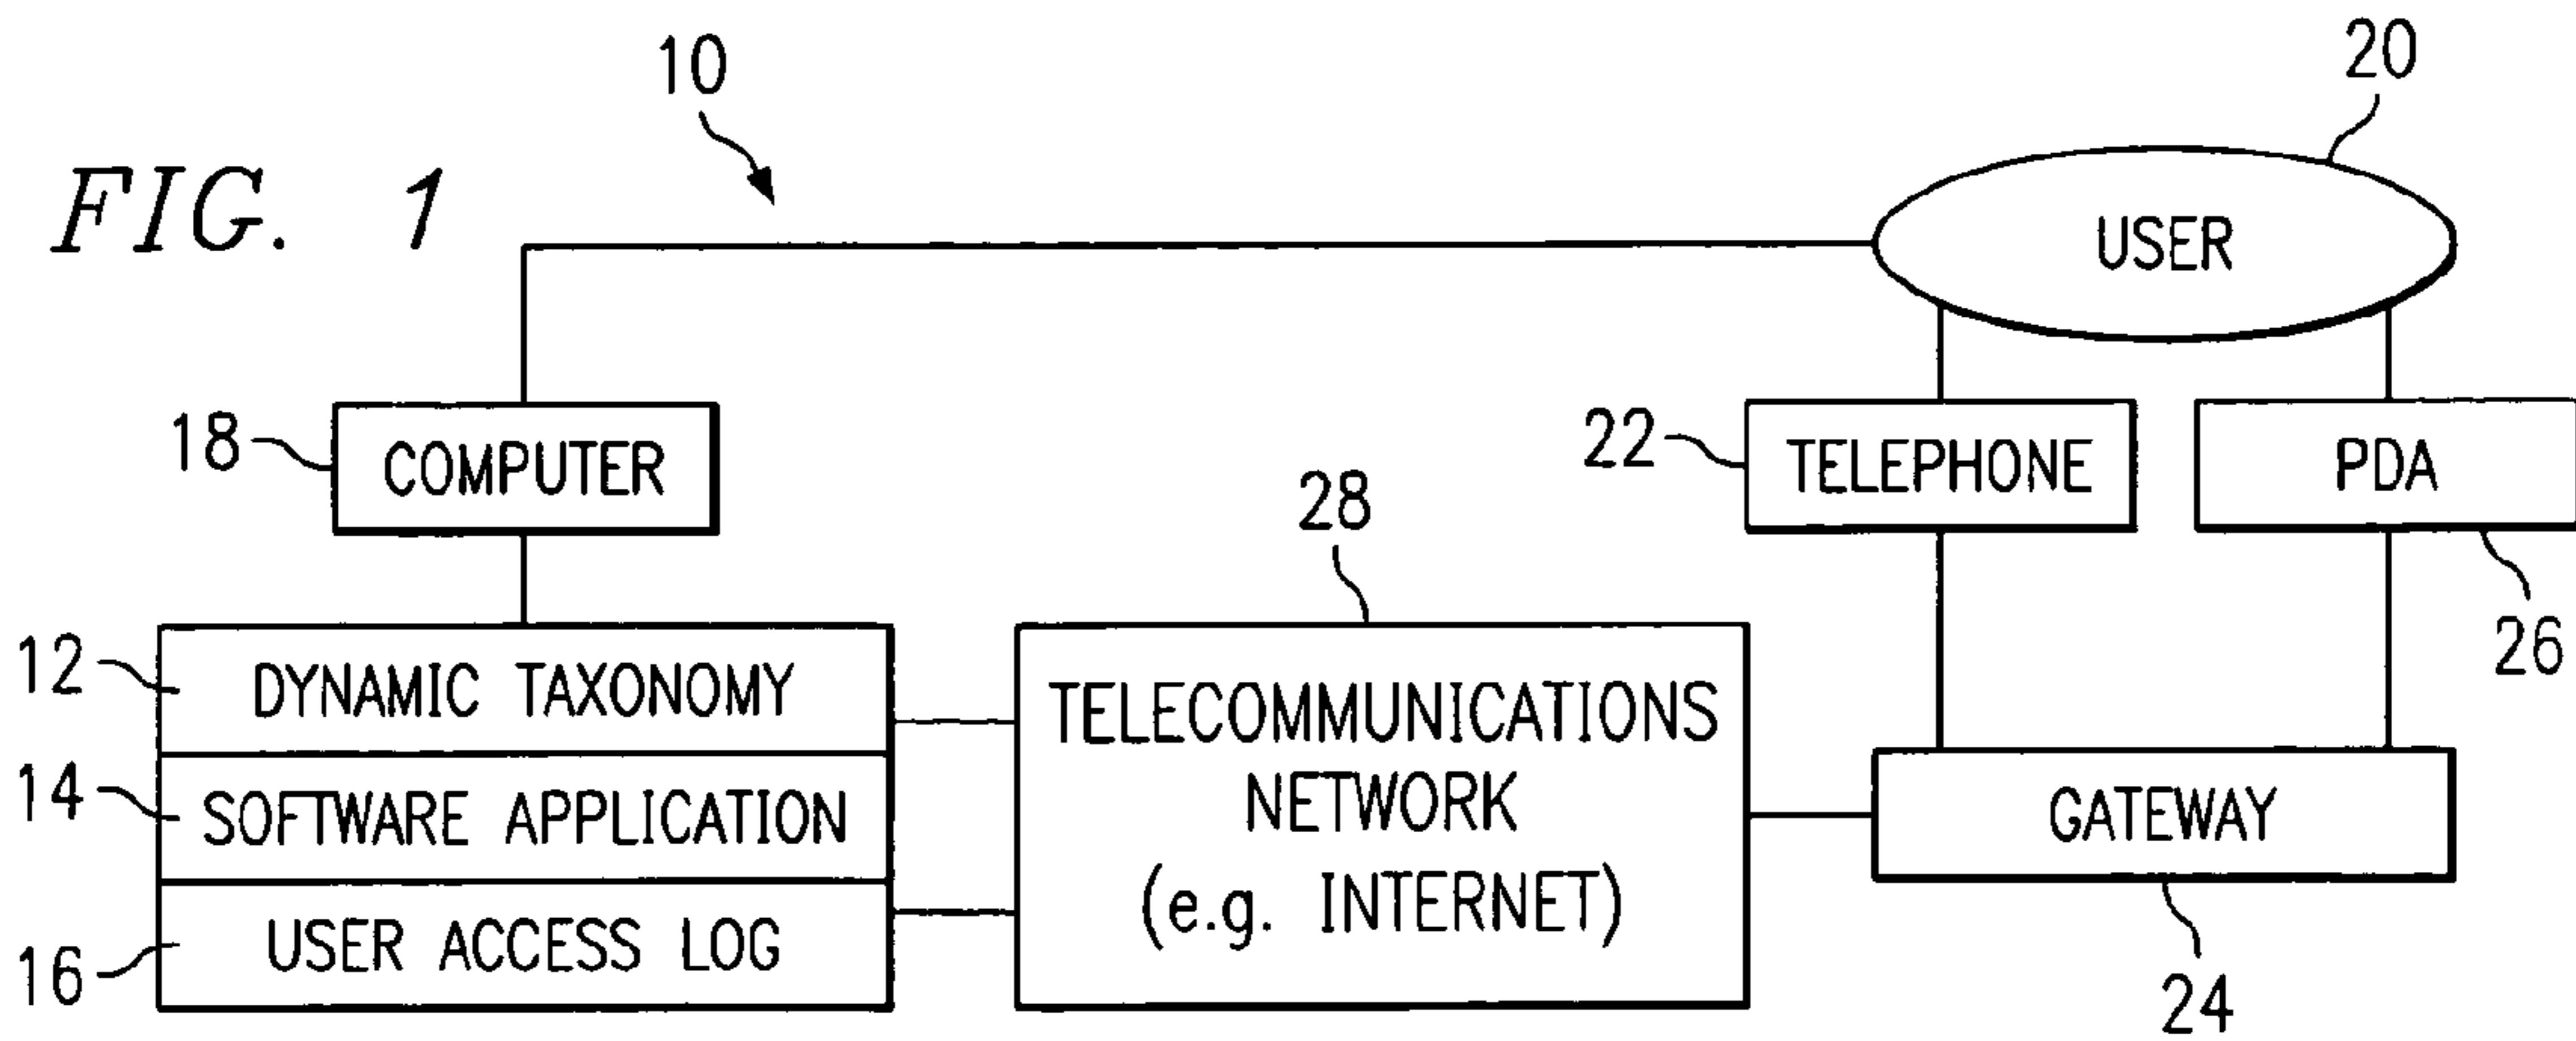 FIG. 1
10
20
USER
18
COMPUTER
22
TELEPHONE
PDA
28
26
12
DYNAMIC TAXONOMY
14
SOFTWARE APPLICATION
16
USER ACCESS LOG
TELECOMMUNICATIONS
NETWORK
(e.g. INTERNET)
GATEWAY
24